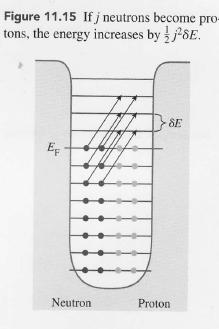 Figure 11.15 If j neutrons become pro-
tons, the energy increases by ½ j²δE.
δE
E_F
Neutron Proton